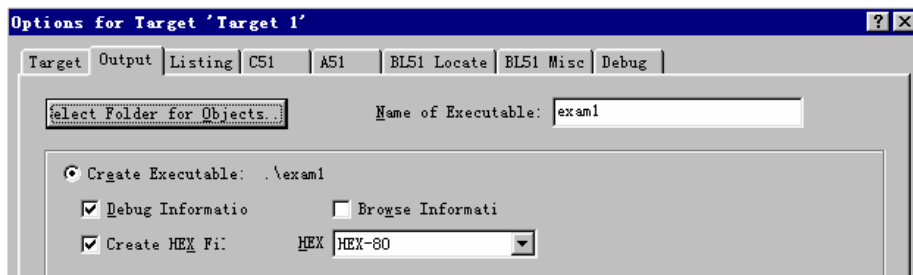 Options for Target 'Target 1'
Target Output Listing C51 A51 BL51 Locate BL51 Misc Debug
elect Folder for Objects.. Name of Executable: exam1
Create Executable: .\exam1
Debug Informatio Browse Informati
Create HEX Fi: HEX HEX-80